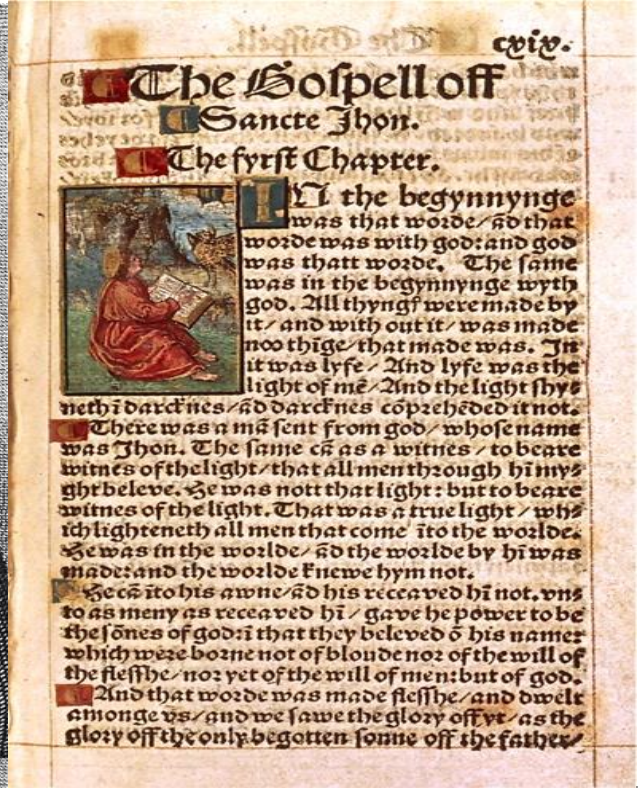 cxix.
The Gospell off
Sancte Jhon.
The fyrst Chapter.
IN the begynnynge
was that worde/ ād that
worde was with god: and god
was thatt worde. The same
was in the begynnynge wyth
god. All thyngſ were made by
it/ and with out it/ was made
noo thīge/ that made was. In
it was lyfe/ And lyfe was the
light of mē/ And the light shy⸗
neth ī darcknes/ ād darcknes cōprehēded it not.
There was a mā sent from god/ whose name
was Jhon. The same cā as a witnes/ to beare
witnes of the light/ that all men through hī my⸗
ght beleve. He was nott that light: but to beare
witnes of the light. That was a true light/ wh⸗
ich lighteneth all men that come īto the worlde.
He was in the worlde/ ād the worlde by hī was
made: and the worlde knewe hym not.
He cā īto his awne/ ād his receaved hī not. vn⸗
to as meny as receaved hī/ gave he power to be
the sōnes of god: ī that they beleved ō his name:
which were borne not of bloude nor of the will of
the flesshe/ nor yet of the will of men: but of god.
And that worde was made flesshe/ and dwelt
amonge vs/ and we sawe the glory off yt/ as the
glory off the only begotten sonne off the father/